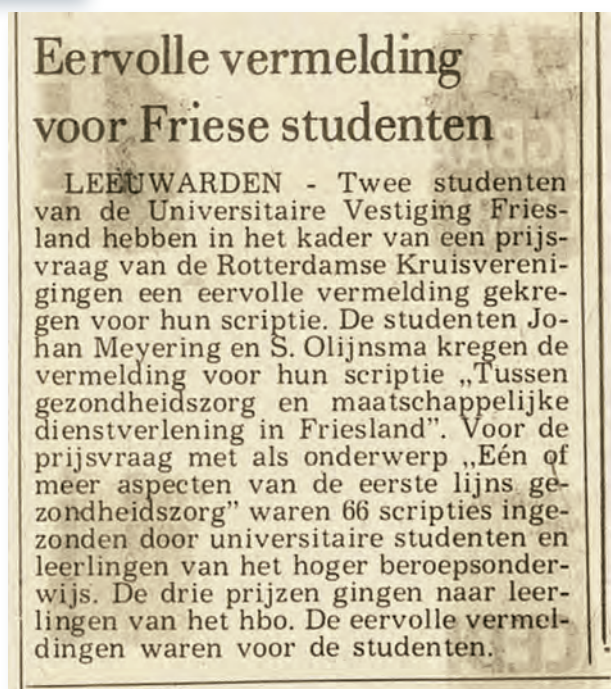 Eervolle vermelding
voor Friese studenten
LEEUWARDEN - Twee studenten
van de Universitaire Vestiging Fries-
land hebben in het kader van een prijs-
vraag van de Rotterdamse Kruisvereni-
gingen een eervolle vermelding gekre-
gen voor hun scriptie. De studenten Jo-
han Meyering en S. Olijnsma kregen de
vermelding voor hun scriptie „Tussen
gezondheidszorg en maatschappelijke
dienstverlening in Friesland”. Voor de
prijsvraag met als onderwerp „Eén of
meer aspecten van de eerste lijns ge-
zondheidszorg” waren 66 scripties inge-
zonden door universitaire studenten en
leerlingen van het hoger beroepsonder-
wijs. De drie prijzen gingen naar leer-
lingen van het hbo. De eervolle vermel-
dingen waren voor de studenten.